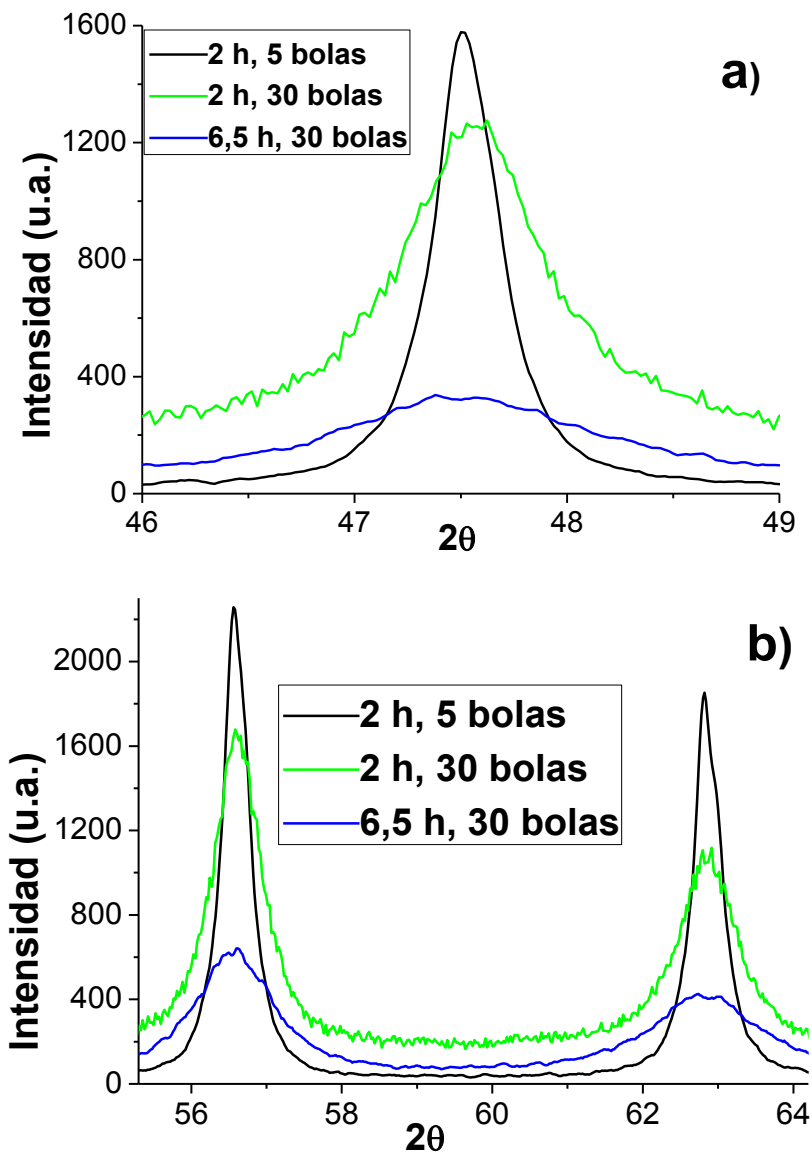 1600
1200
800
400
0
Intensidad (u.a.)
2 h, 5 bolas
2 h, 30 bolas
6,5 h, 30 bolas
a)
46 47 48 49
2θ
2000
1600
1200
800
400
0
Intensidad (u.a.)
2 h, 5 bolas
2 h, 30 bolas
6,5 h, 30 bolas
b)
56 58 60 62 64
2θ